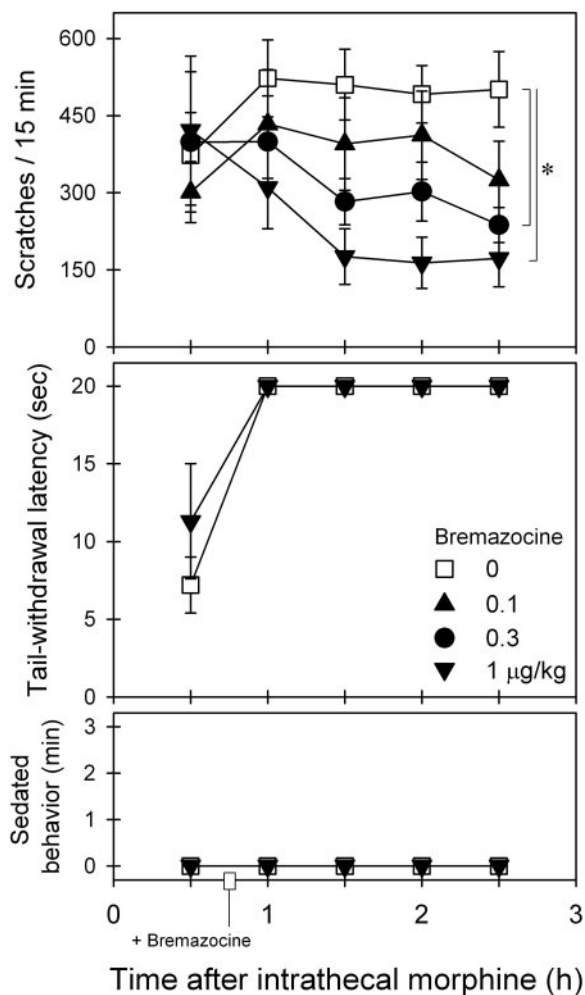 600
450
300
150
0
Scratches / 15 min
*
20
15
10
5
0
Tail-withdrawal latency (sec)
Bremazocine
0
0.1
0.3
1 μg/kg
3
2
1
0
Sedated
behavior (min)
0
1
2
3
+ Bremazocine
Time after intrathecal morphine (h)